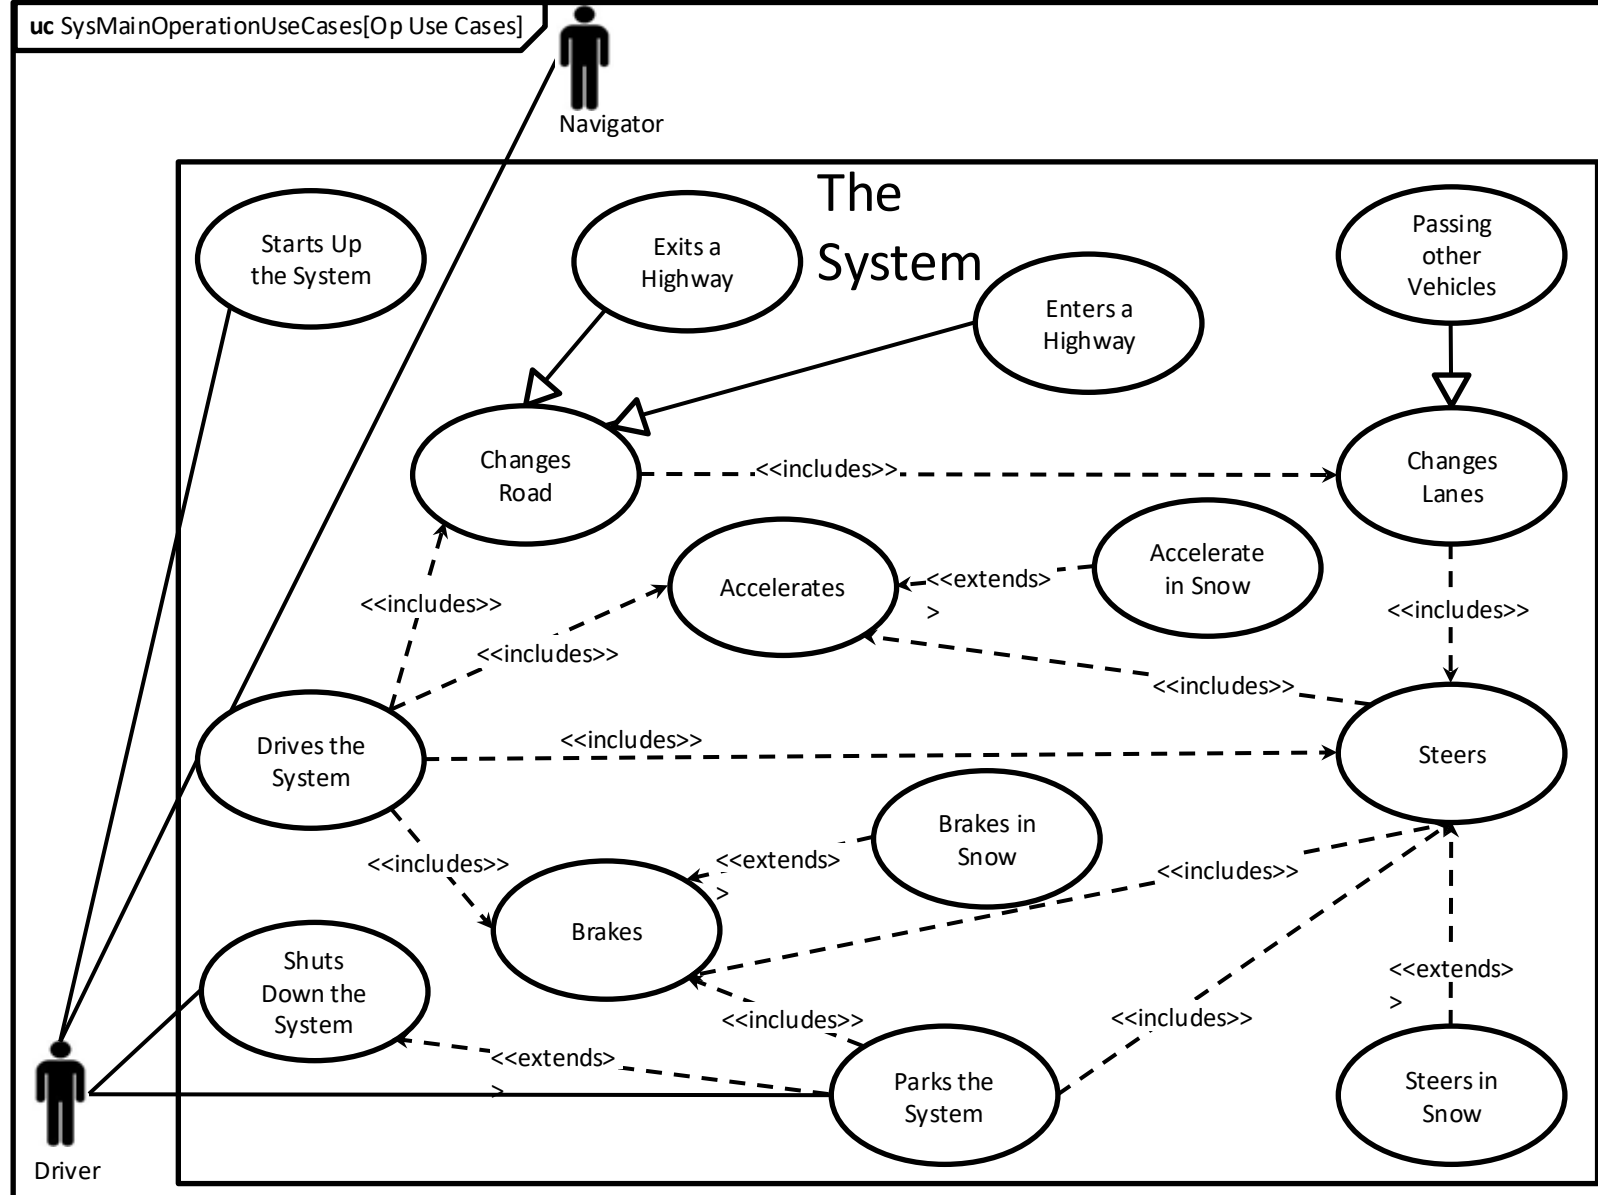 uc SysMainOperationUseCases[Op Use Cases]
Navigator
The
System
Starts Up
the System
Exits a
Highway
Enters a
Highway
Passing
other
Vehicles
Changes
Road
<<includes>>
Changes
Lanes
Accelerates
<<extends>
>
Accelerate
in Snow
<<includes>>
<<includes>>
<<includes>>
<<includes>>
Drives the
System
<<includes>>
Steers
<<includes>>
Brakes
<<extends>
>
Brakes in
Snow
<<includes>>
Shuts
Down the
System
<<extends>
>
<<includes>>
Parks the
System
<<includes>>
<<extends>
>
Steers in
Snow
Driver